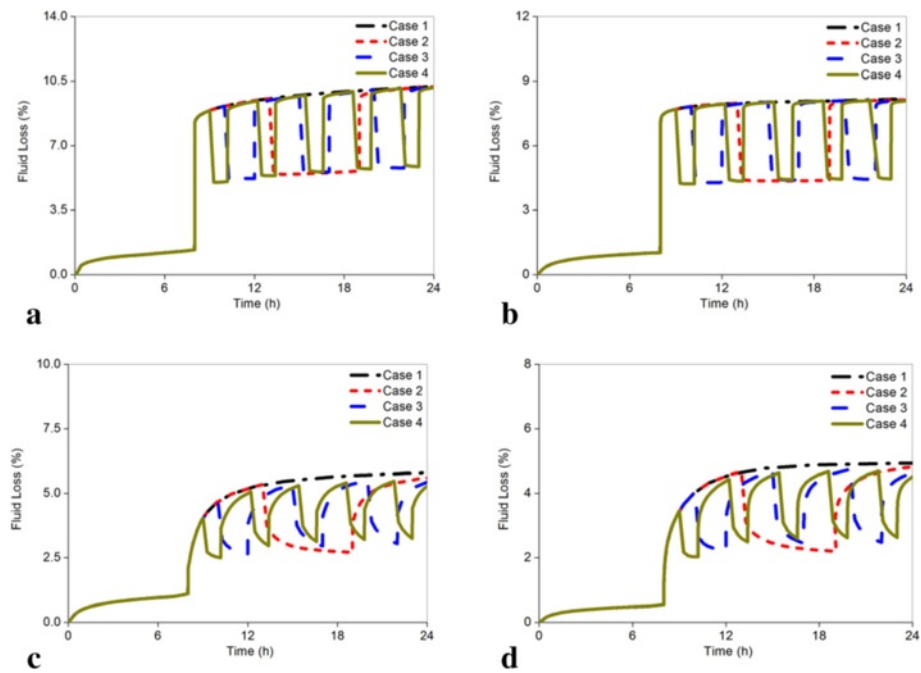 14.0
10.5
7.0
3.5
0.0
Fluid Loss (%)
Case 1
Case 2
Case 3
Case 4
0
6
12
18
24
Time (h)
a
12
9
6
3
0
Fluid Loss (%)
Case 1
Case 2
Case 3
Case 4
0
6
12
18
24
Time (h)
b
10.0
7.5
5.0
2.5
0.0
Fluid Loss (%)
Case 1
Case 2
Case 3
Case 4
0
6
12
18
24
Time (h)
c
8
6
4
2
0
Fluid Loss (%)
Case 1
Case 2
Case 3
Case 4
0
6
12
18
24
Time (h)
d